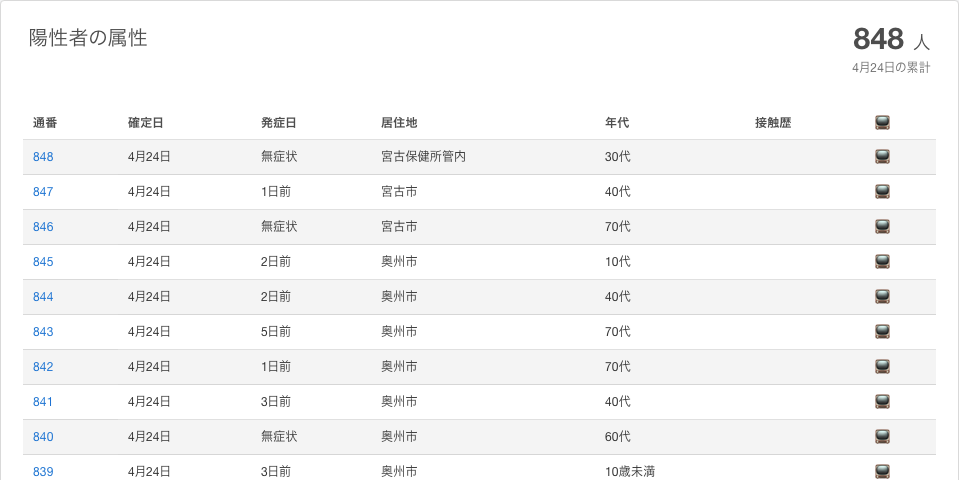 陽性者の属性
848 人
4月24日の累計
通番 確定日 発症日 居住地 年代 接触歴
848 4月24日 無症状 宮古保健所管内 30代
847 4月24日 1日前 宮古市 40代
846 4月24日 無症状 宮古市 70代
845 4月24日 2日前 奥州市 10代
844 4月24日 2日前 奥州市 40代
843 4月24日 5日前 奥州市 70代
842 4月24日 1日前 奥州市 70代
841 4月24日 3日前 奥州市 40代
840 4月24日 無症状 奥州市 60代
839 4月24日 3日前 奥州市 10歳未満